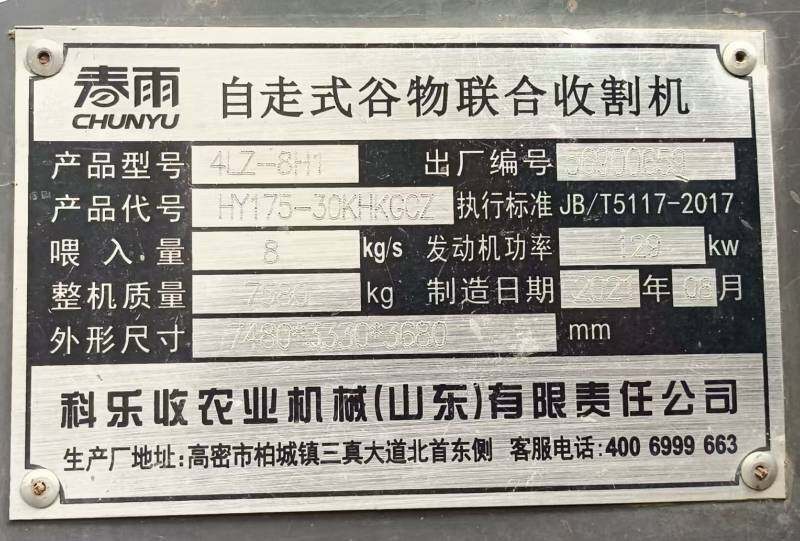 春雨 CHUNYU 自走式谷物联合收割机
产品型号 4LZ-8H1 出厂编号
产品代号 HY175-30KHKGCZ 执行标准 JB/T5117-2017
喂入量 8 kg/s 发动机功率 129 kw
整机质量 kg 制造日期 2021 年 08 月
外形尺寸 7480*3330*3680 mm
科乐收农业机械(山东)有限责任公司
生产厂地址:高密市柏城镇三真大道北首东侧 客服电话:400 6999 663